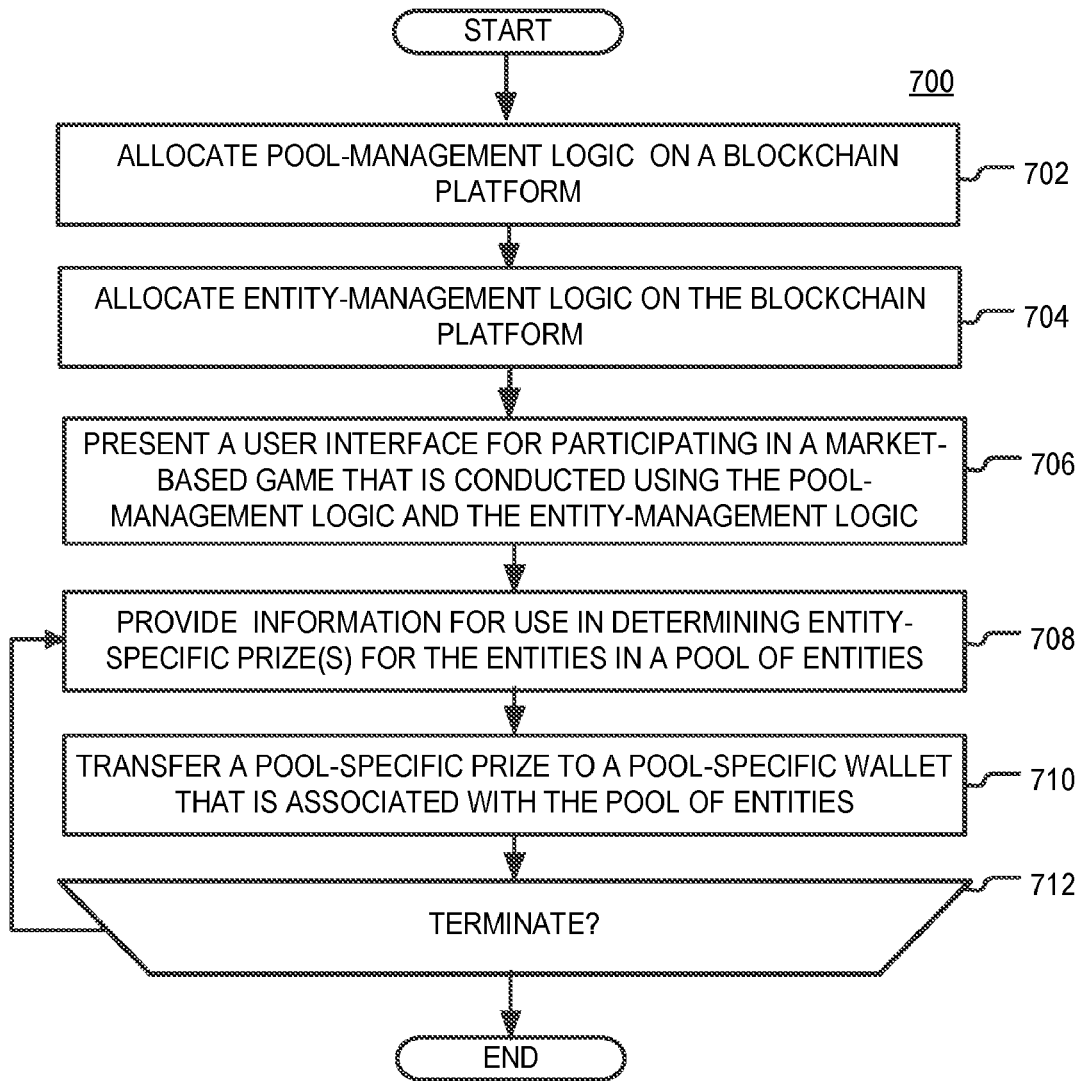 START
700
ALLOCATE POOL-MANAGEMENT LOGIC ON A BLOCKCHAIN
PLATFORM
702
ALLOCATE ENTITY-MANAGEMENT LOGIC ON THE BLOCKCHAIN
PLATFORM
704
PRESENT A USER INTERFACE FOR PARTICIPATING IN A MARKET-
BASED GAME THAT IS CONDUCTED USING THE POOL-
MANAGEMENT LOGIC AND THE ENTITY-MANAGEMENT LOGIC
706
PROVIDE INFORMATION FOR USE IN DETERMINING ENTITY-
SPECIFIC PRIZE(S) FOR THE ENTITIES IN A POOL OF ENTITIES
708
TRANSFER A POOL-SPECIFIC PRIZE TO A POOL-SPECIFIC WALLET
THAT IS ASSOCIATED WITH THE POOL OF ENTITIES
710
TERMINATE?
712
END